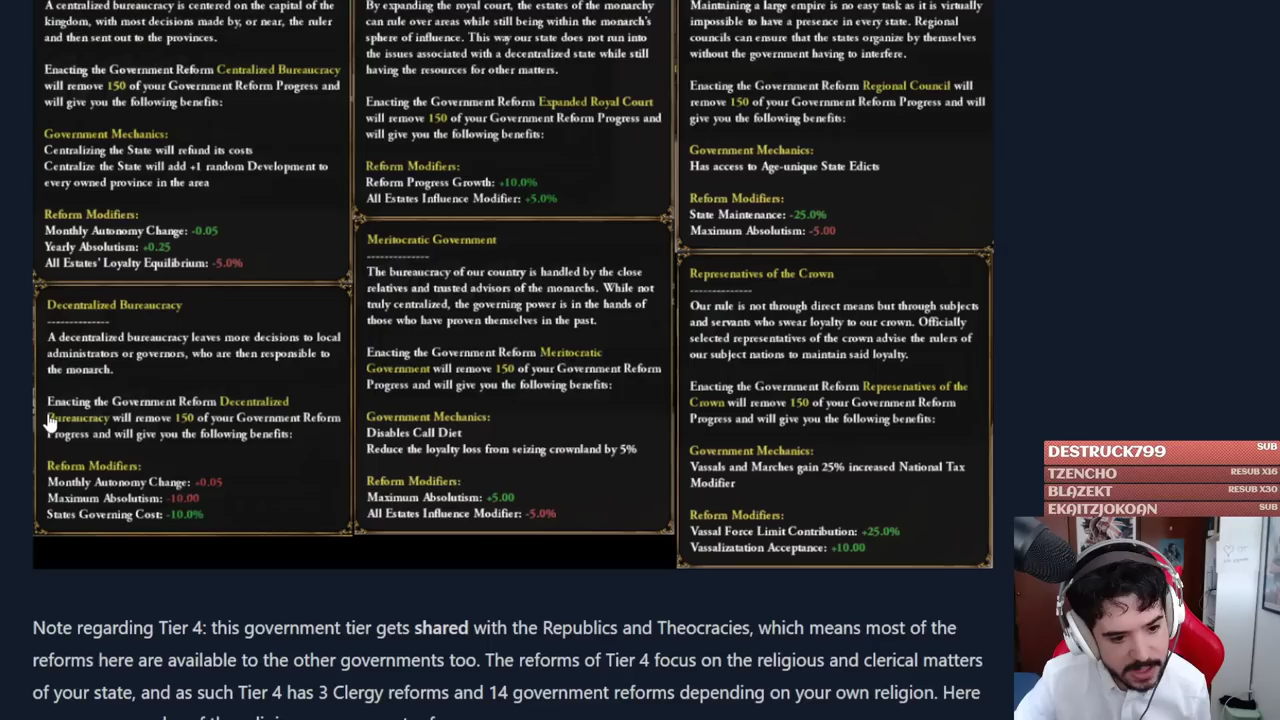 A centralized bureaucracy is centered on the capital of the
kingdom, with most decisions made by, or near, the ruler
and then sent out to the provinces.
Enacting the Government Reform Centralized Bureaucracy
will remove 150 of your Government Reform Progress and
will give you the following benefits:
Government Mechanics:
Centralizing the State will refund its costs
Centralize the State will add +1 random Development to
every owned province in the area
Reform Modifiers:
Monthly Autonomy Change: -0.05
Yearly Absolutism: +0.25
All Estates' Loyalty Equilibrium: -5.0%
Decentralized Bureaucracy
--------------
A decentralized bureaucracy leaves more decisions to local
administrators or governors, who are then responsible to
the monarch.
Enacting the Government Reform Decentralized
Bureaucracy will remove 150 of your Government Reform
Progress and will give you the following benefits:
Reform Modifiers:
Monthly Autonomy Change: +0.05
Maximum Absolutism: -10.00
States Governing Cost: -10.0%
By expanding the royal court, the estates of the monarchy
can rule over areas while still being within the monarch's
sphere of influence. This way our state does not run into
the issues associated with a decentralized state while still
having the resources for other matters.
Enacting the Government Reform Expanded Royal Court
will remove 150 of your Government Reform Progress and
will give you the following benefits:
Reform Modifiers:
Reform Progress Growth: +10.0%
All Estates Influence Modifier: +5.0%
Meritocratic Government
--------------
The bureaucracy of our country is handled by the close
relatives and trusted advisors of the monarchs. While not
truly centralized, the governing power is in the hands of
those who have proven themselves in the past.
Enacting the Government Reform Meritocratic
Government will remove 150 of your Government Reform
Progress and will give you the following benefits:
Government Mechanics:
Disables Call Diet
Reduce the loyalty loss from seizing crownland by 5%
Reform Modifiers:
Maximum Absolutism: +5.00
All Estates Influence Modifier: -5.0%
Maintaining a large empire is no easy task as it is virtually
impossible to have a presence in every state. Regional
councils can ensure that the states organize by themselves
without the government having to interfere.
Enacting the Government Reform Regional Council will
remove 150 of your Government Reform Progress and will
give you the following benefits:
Government Mechanics:
Has access to Age-unique State Edicts
Reform Modifiers:
State Maintenance: -25.0%
Maximum Absolutism: -5.00
Represenatives of the Crown
--------------
Our rule is not through direct means but through subjects
and servants who swear loyalty to our crown. Officially
selected representatives of the crown advise the rulers of
our subject nations to maintain said loyalty.
Enacting the Government Reform Represenatives of the
Crown will remove 150 of your Government Reform
Progress and will give you the following benefits:
Government Mechanics:
Vassals and Marches gain 25% increased National Tax
Modifier
Reform Modifiers:
Vassal Force Limit Contribution: +25.0%
Vassalizatation Acceptance: +10.00
Note regarding Tier 4: this government tier gets shared with the Republics and Theocracies, which means most of the
reforms here are available to the other governments too. The reforms of Tier 4 focus on the religious and clerical matters
of your state, and as such Tier 4 has 3 Clergy reforms and 14 government reforms depending on your own religion. Here
DESTRUCK799 SUB
TZENCHO RESUB X16
BLAZEKT RESUB X30
EKAITZJOKOAN SUB